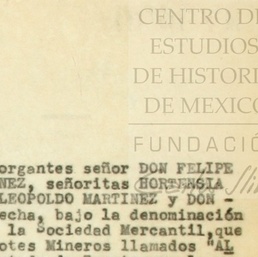 CENTRO DE
ESTUDIOS
DE HISTORI
DE MEXICO
FUNDACIÓ
organtes señor DON FELIPE
NEZ, señoritas HORTENSIA
LEOPOLDO MARTINEZ y DON -
echa, bajo la denominación
la Sociedad Mercantil, que
otes Mineros llamados "AL